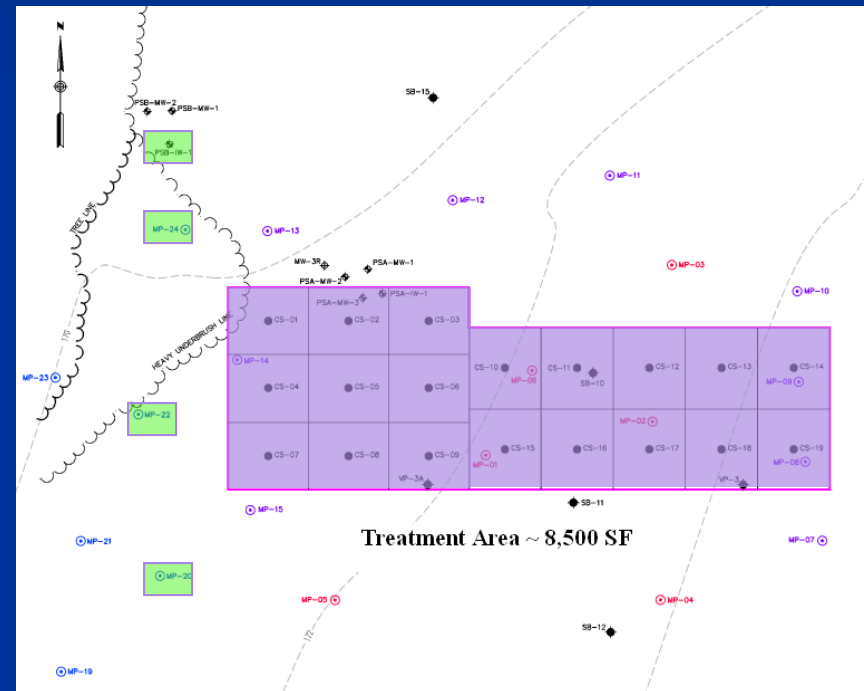 N
SB-15
PSB-MW-2
PSB-MW-1
PSB-IW-1
MP-11
MP-12
TREE LINE
MP-24
MP-13
MW-3R
PSA-MW-1
PSA-MW-2
MP-03
PSA-MW-3
PSA-IW-1
MP-10
170
HEAVY UNDERBRUSH LINE
CS-01
CS-02
CS-03
MP-14
CS-10
MP-06
CS-11
SB-10
CS-12
CS-13
CS-14
MP-09
MP-23
CS-04
CS-05
CS-06
MP-22
MP-02
CS-07
CS-08
CS-09
MP-01
CS-15
CS-16
CS-17
CS-18
CS-19
MP-08
VP-3A
VP-3
MP-15
SB-11
Treatment Area ~ 8,500 SF
MP-21
MP-07
MP-20
MP-05
MP-04
172
SB-12
MP-19